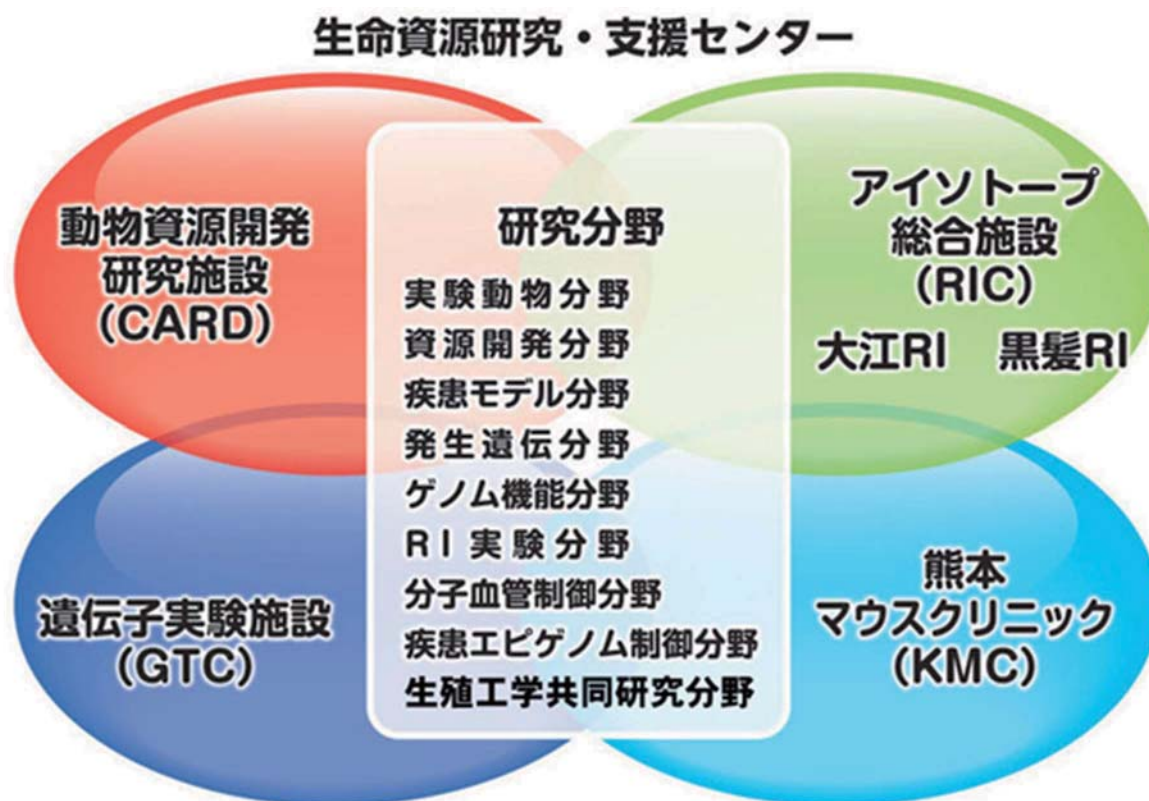 生命資源研究・支援センター
動物資源開発
研究施設
(CARD)
アイソトープ
総合施設
(RIC)
大江RI 黒髪RI
研究分野
実験動物分野
資源開発分野
疾患モデル分野
発生遺伝分野
ゲノム機能分野
RI実験分野
分子血管制御分野
疾患エピゲノム制御分野
生殖工学共同研究分野
遺伝子実験施設
(GTC)
熊本
マウスクリニック
(KMC)